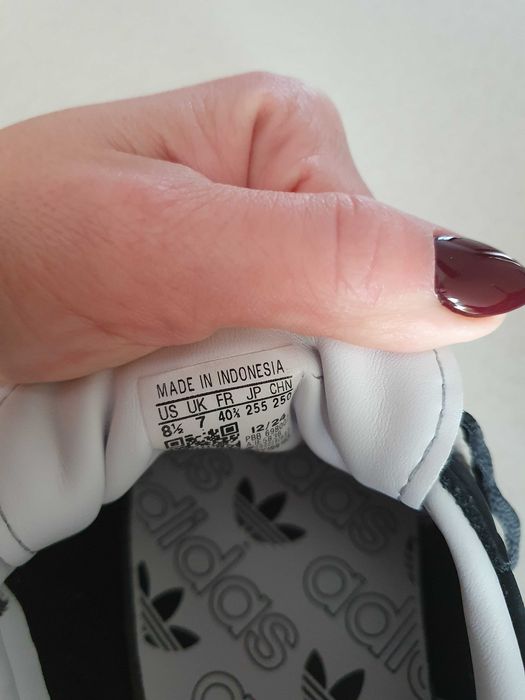 MADE IN INDONESIA
US UK FR JP CHN
8½ 7 40⅔ 255 250
12/24
adidas
adidas